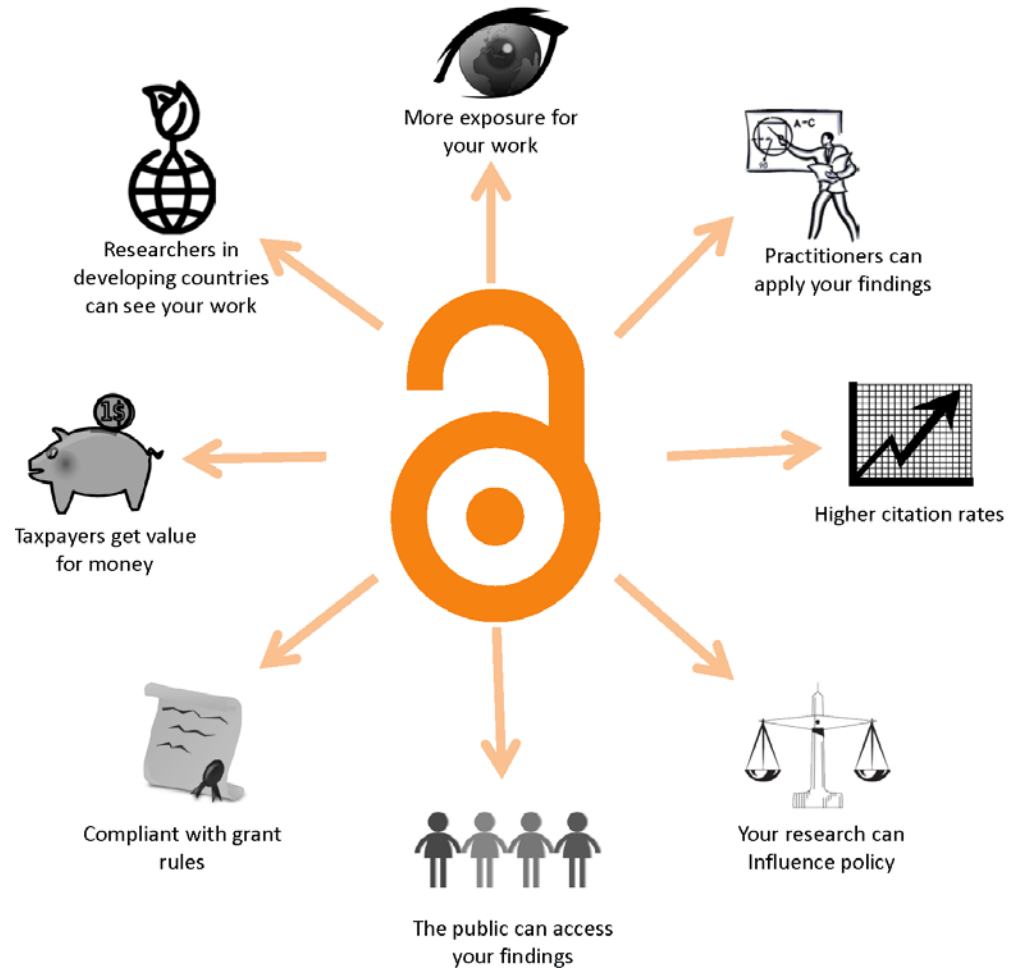 More exposure for
your work
A=C
Practitioners can
apply your findings
Higher citation rates
Your research can
Influence policy
The public can access
your findings
Compliant with grant
rules
1$
Taxpayers get value
for money
Researchers in
developing countries
can see your work